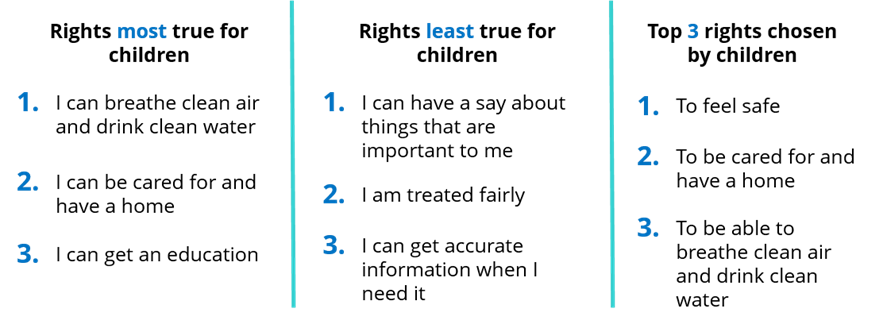 Rights most true for
children
1. I can breathe clean air
and drink clean water
2. I can be cared for and
have a home
3. I can get an education
Rights least true for
children
1. I can have a say about
things that are
important to me
2. I am treated fairly
3. I can get accurate
information when I
need it
Top 3 rights chosen
by children
1. To feel safe
2. To be cared for and
have a home
3. To be able to
breathe clean air
and drink clean
water